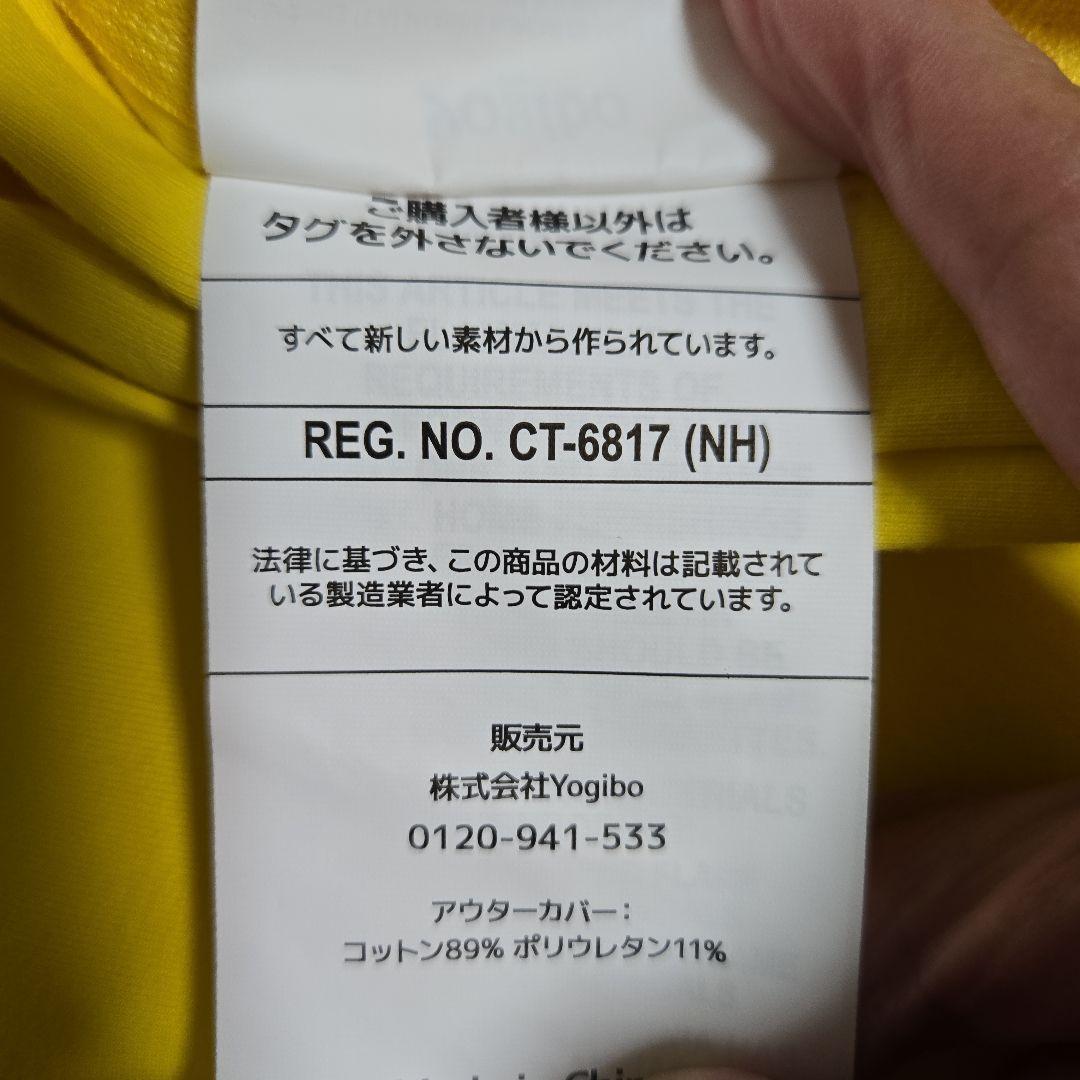 ご購入者様以外は
タグを外さないでください。
すべて新しい素材から作られています。
REG. NO. CT-6817 (NH)
法律に基づき、この商品の材料は記載されて
いる製造業者によって認定されています。
販売元
株式会社Yogibo
0120-941-533
アウターカバー：
コットン89% ポリウレタン11%